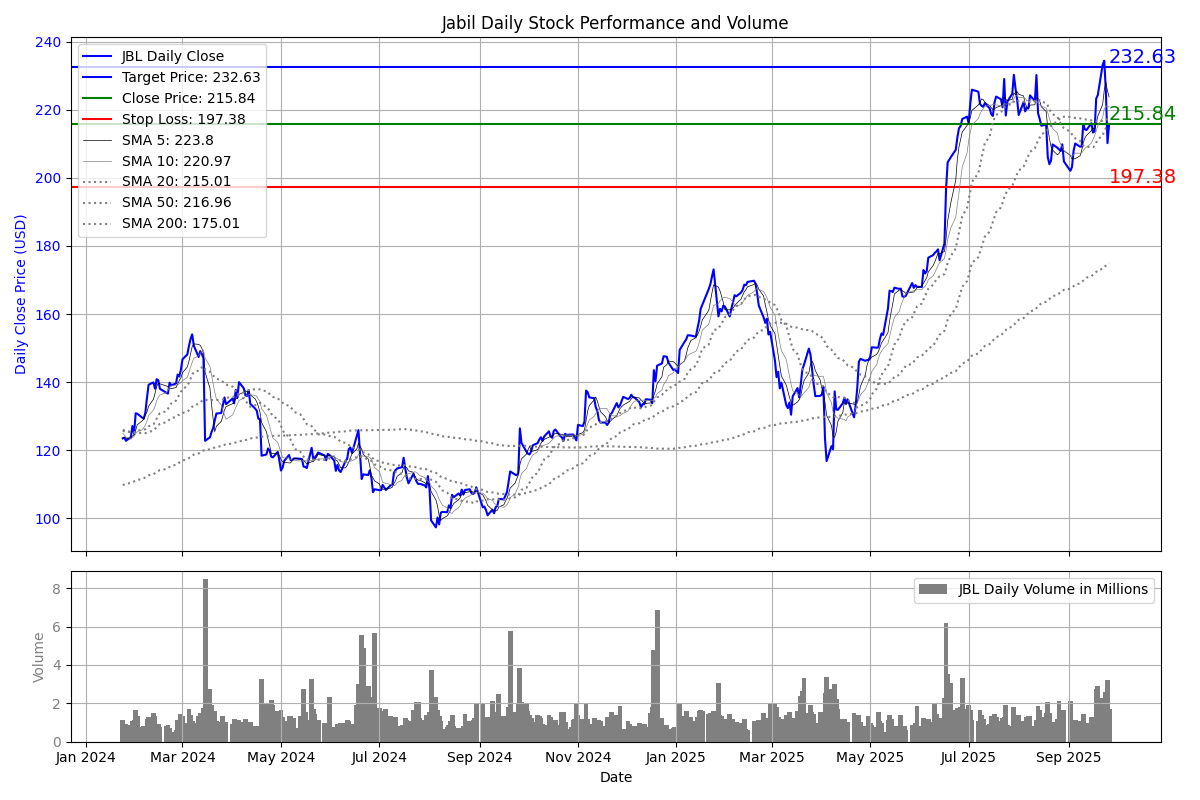 Jabil Daily Stock Performance and Volume
JBL Daily Close
Target Price: 232.63
Close Price: 215.84
Stop Loss: 197.38
SMA 5: 223.8
SMA 10: 220.97
SMA 20: 215.01
SMA 50: 216.96
SMA 200: 175.01
232.63
215.84
197.38
Daily Close Price (USD)
240
220
200
180
160
140
120
100
JBL Daily Volume in Millions
Volume
8
6
4
2
0
Jan 2024 Mar 2024 May 2024 Jul 2024 Sep 2024 Nov 2024 Jan 2025 Mar 2025 May 2025 Jul 2025 Sep 2025
Date